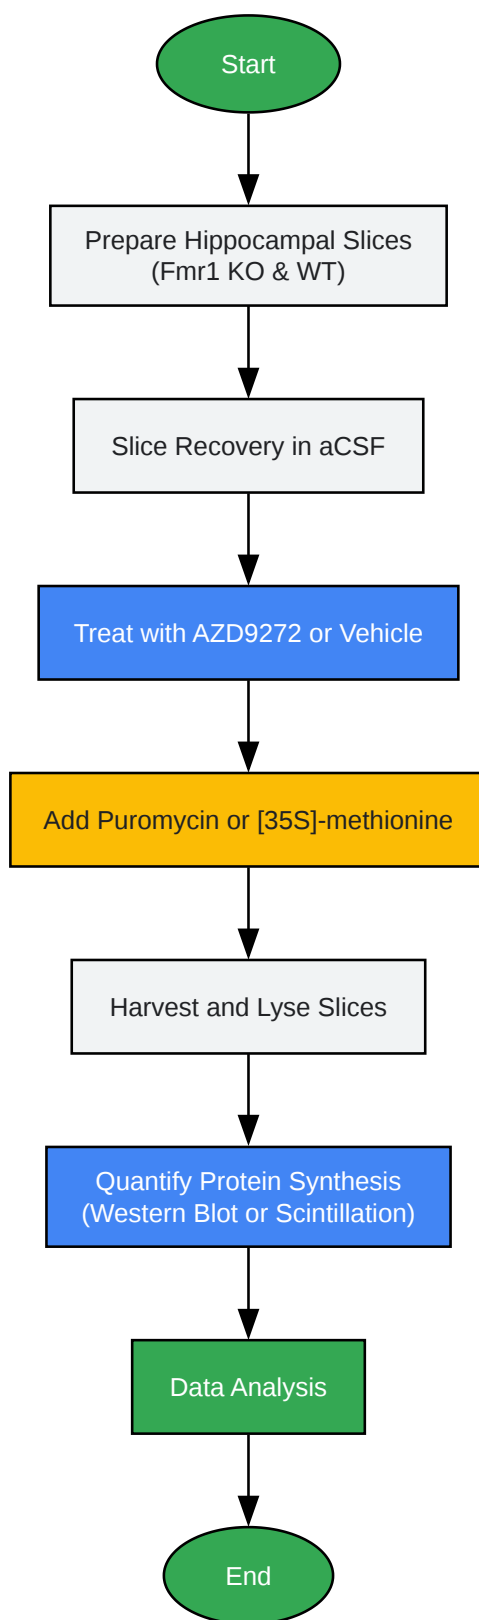 Start
Prepare Hippocampal Slices
(Fmr1 KO & WT)
Slice Recovery in aCSF
Treat with AZD9272 or Vehicle
Add Puromycin or [35S]-methionine
Harvest and Lyse Slices
Quantify Protein Synthesis
(Western Blot or Scintillation)
Data Analysis
End